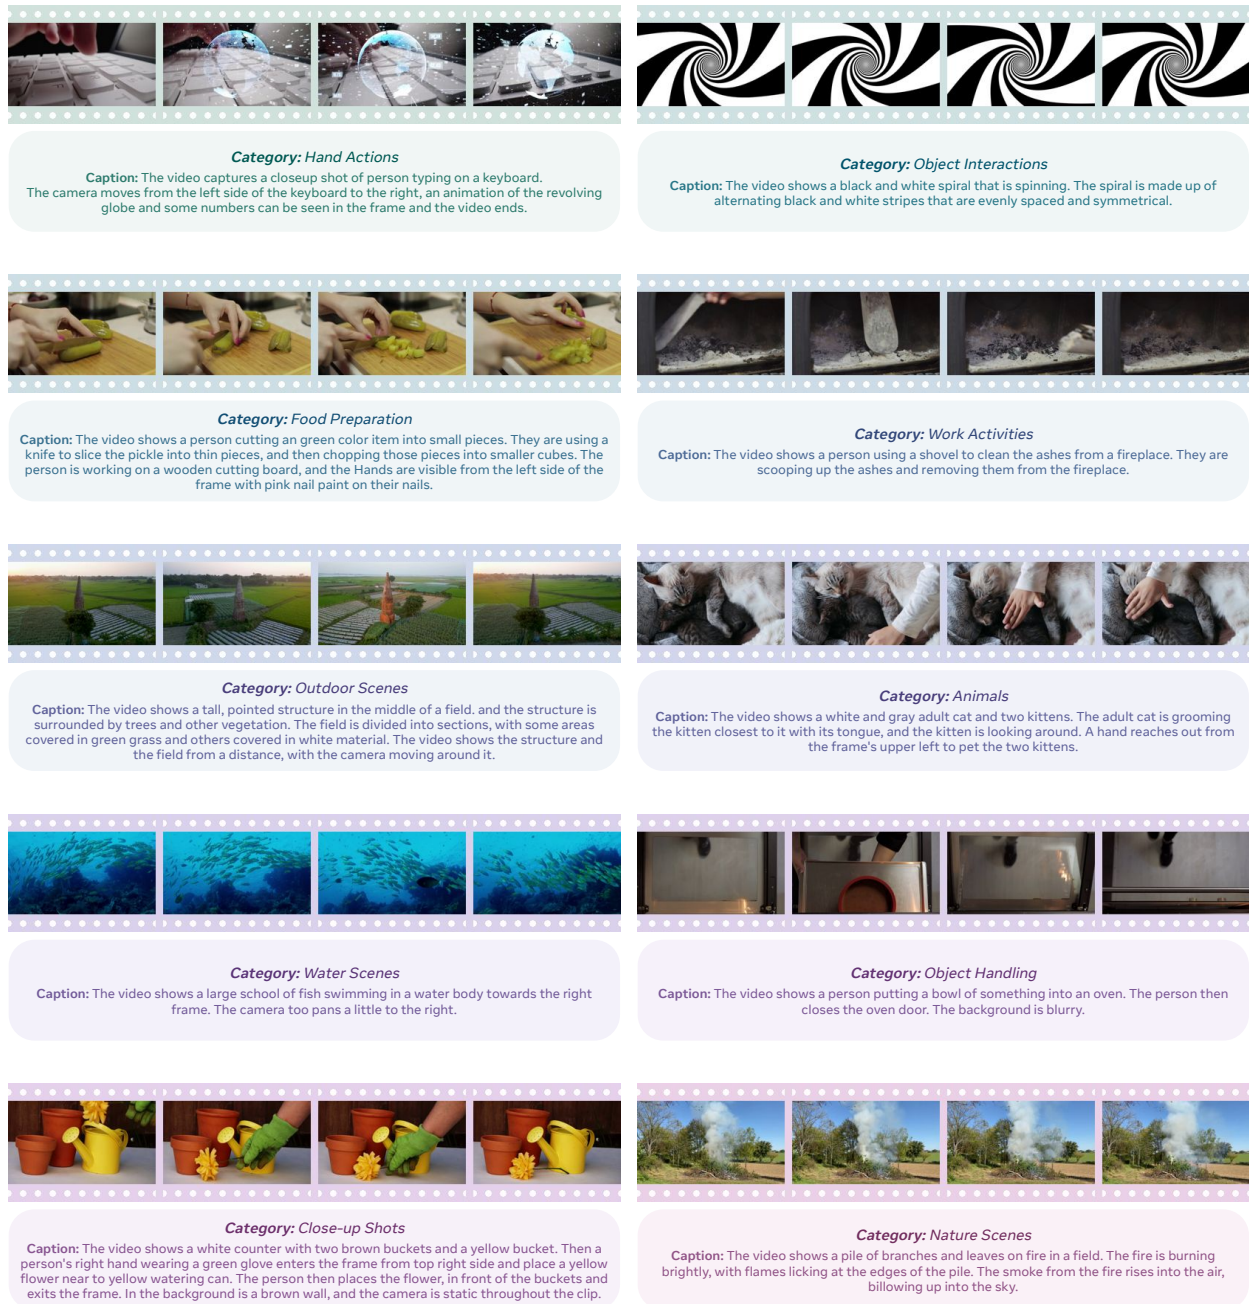 Category: Hand Actions
Caption: The video captures a closeup shot of person typing on a keyboard.
The camera moves from the left side of the keyboard to the right, an animation of the revolving
globe and some numbers can be seen in the frame and the video ends.
Category: Object Interactions
Caption: The video shows a black and white spiral that is spinning. The spiral is made up of
alternating black and white stripes that are evenly spaced and symmetrical.
Category: Food Preparation
Caption: The video shows a person cutting an green color item into small pieces. They are using a
knife to slice the pickle into thin pieces, and then chopping those pieces into smaller cubes. The
person is working on a wooden cutting board, and the Hands are visible from the left side of the
frame with pink nail paint on their nails.
Category: Work Activities
Caption: The video shows a person using a shovel to clean the ashes from a fireplace. They are
scooping up the ashes and removing them from the fireplace.
Category: Outdoor Scenes
Caption: The video shows a tall, pointed structure in the middle of a field. and the structure is
surrounded by trees and other vegetation. The field is divided into sections, with some areas
covered in green grass and others covered in white material. The video shows the structure and
the field from a distance, with the camera moving around it.
Category: Animals
Caption: The video shows a white and gray adult cat and two kittens. The adult cat is grooming
the kitten closest to it with its tongue, and the kitten is looking around. A hand reaches out from
the frame's upper left to pet the two kittens.
Category: Water Scenes
Caption: The video shows a large school of fish swimming in a water body towards the right
frame. The camera too pans a little to the right.
Category: Object Handling
Caption: The video shows a person putting a bowl of something into an oven. The person then
closes the oven door. The background is blurry.
Category: Close-up Shots
Caption: The video shows a white counter with two brown buckets and a yellow bucket. Then a
person's right hand wearing a green glove enters the frame from top right side and place a yellow
flower near to yellow watering can. The person then places the flower, in front of the buckets and
exits the frame. In the background is a brown wall, and the camera is static throughout the clip.
Category: Nature Scenes
Caption: The video shows a pile of branches and leaves on fire in a field. The fire is burning
brightly, with flames licking at the edges of the pile. The smoke from the fire rises into the air,
billowing up into the sky.